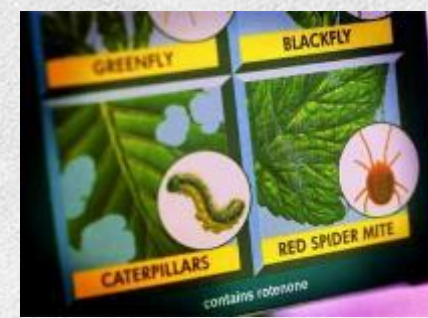 GREENFLY
BLACKFLY
CATERPILLARS
RED SPIDER MITE
contains rotenone